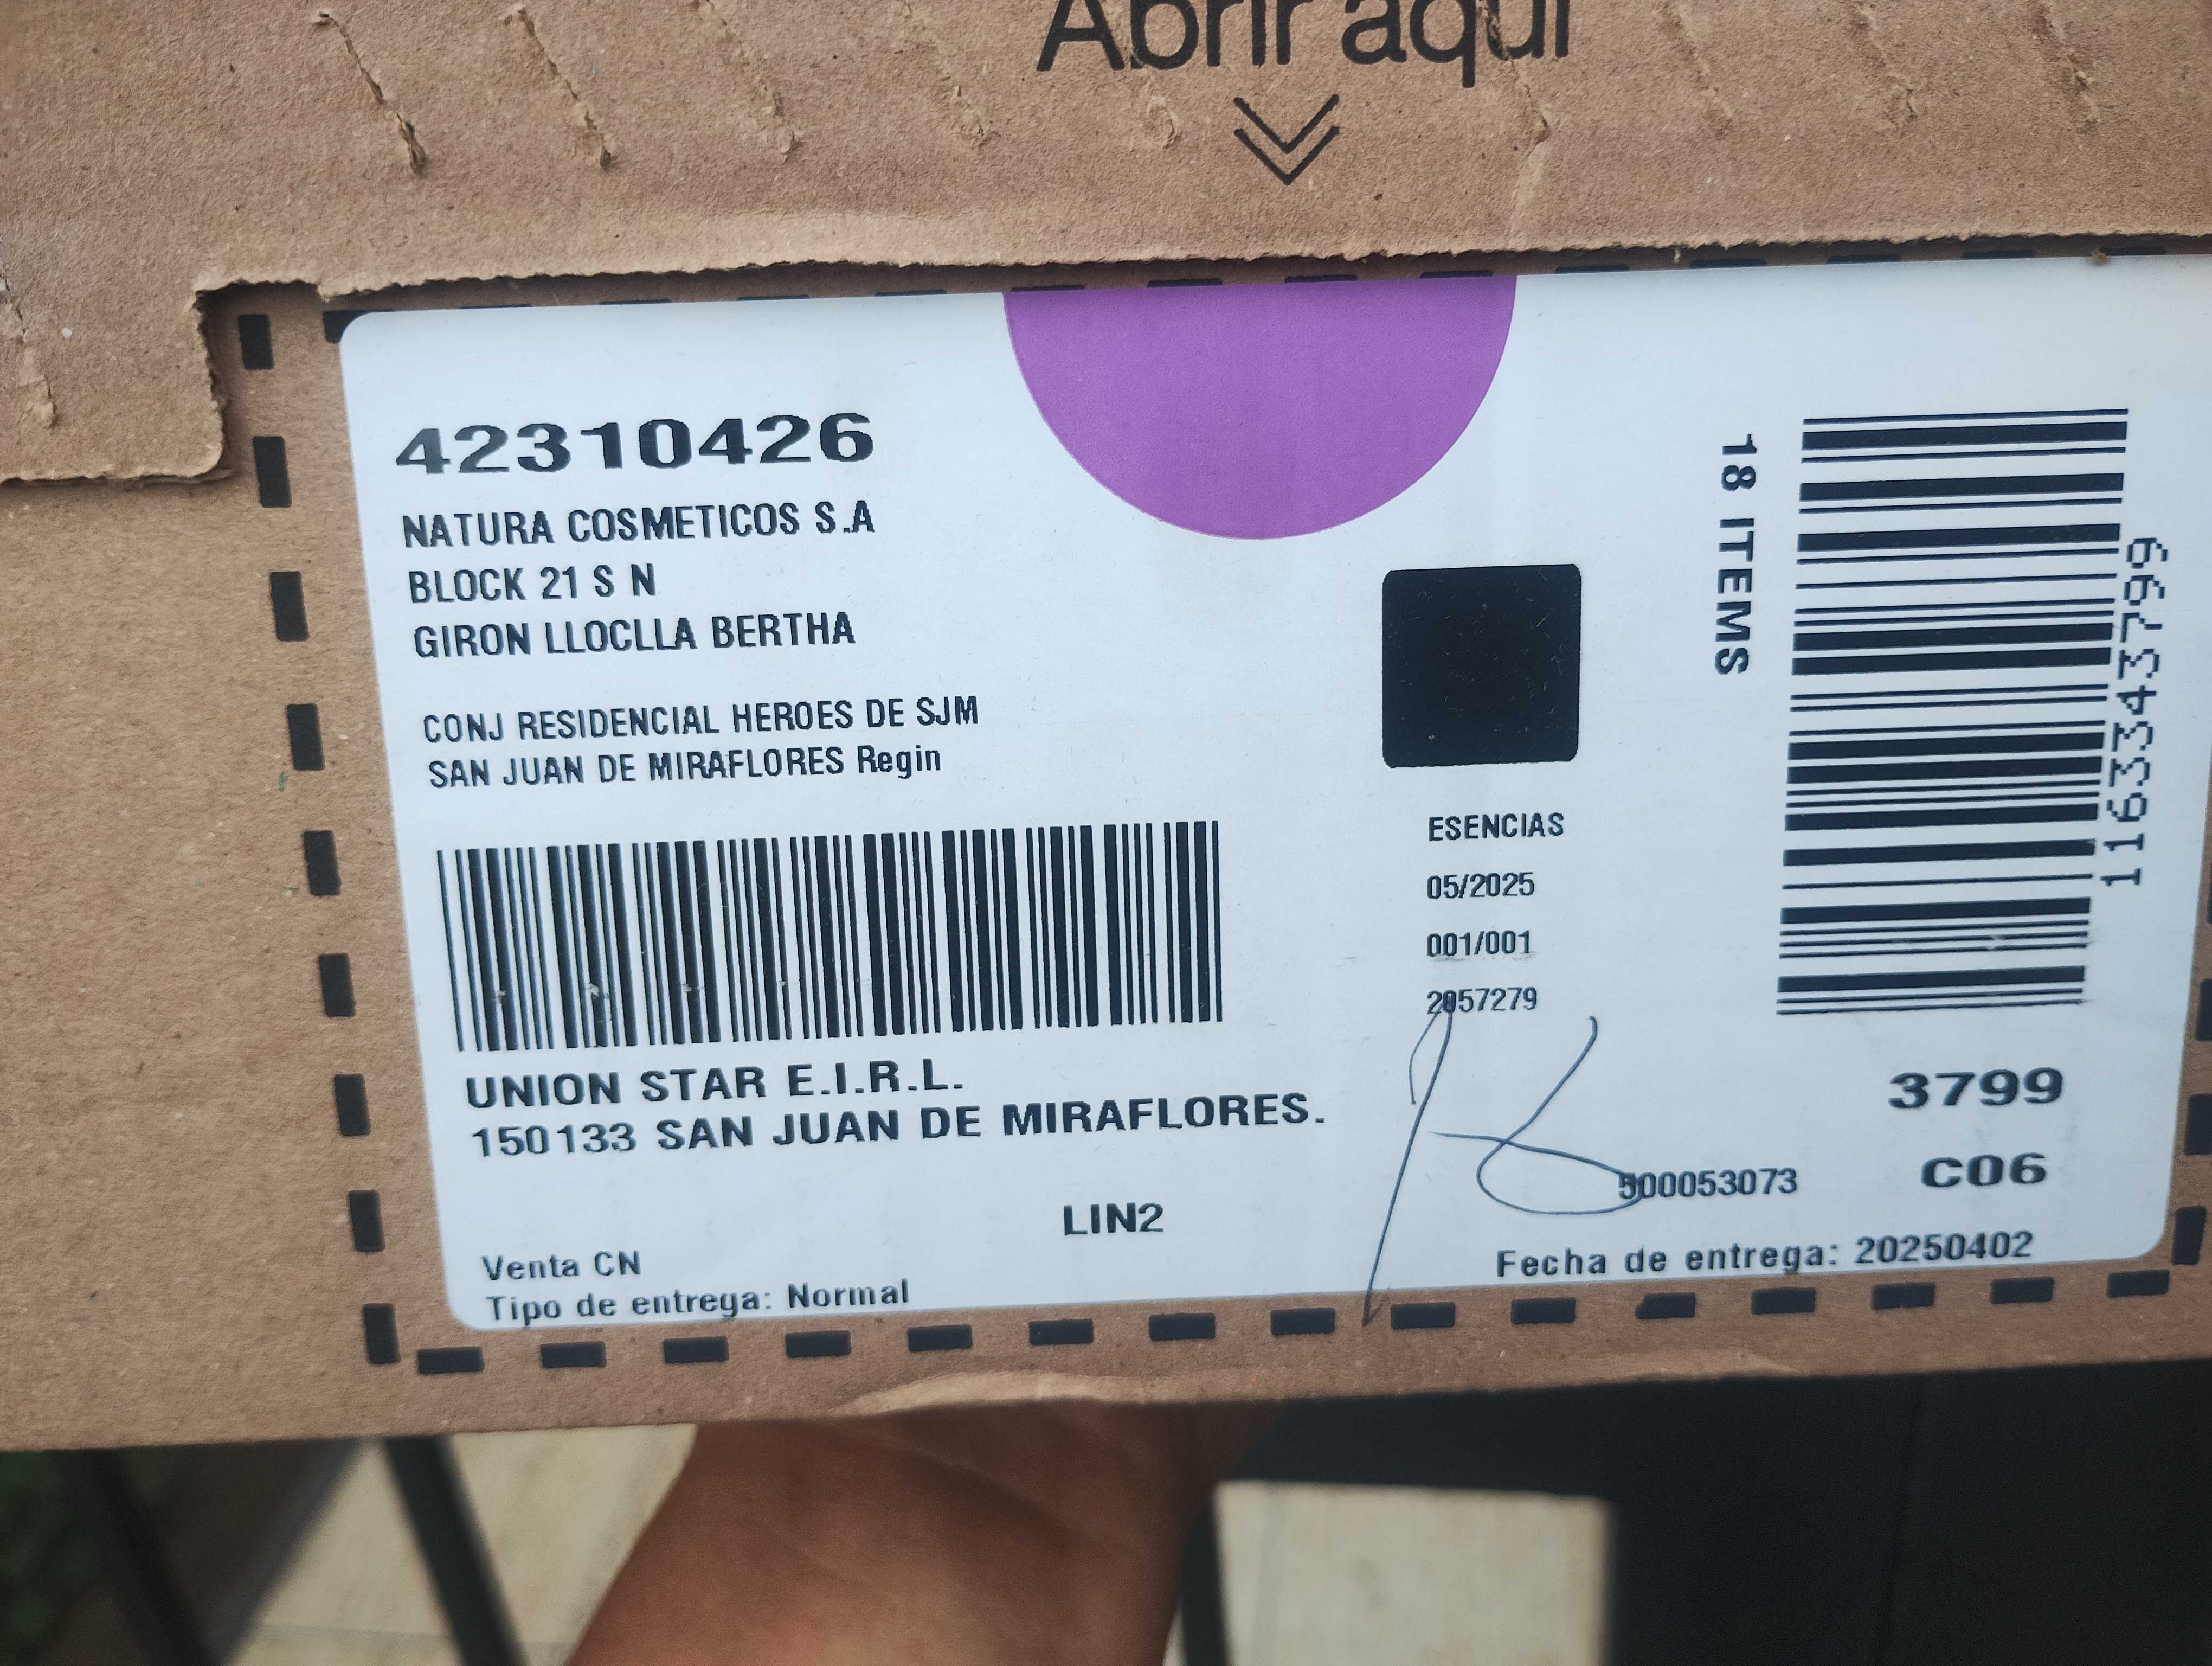 Abrir aquí
42310426
NATURA COSMETICOS S.A
BLOCK 21 S N
GIRON LLOCLLA BERTHA
CONJ RESIDENCIAL HEROES DE SJM
SAN JUAN DE MIRAFLORES Regin
UNION STAR E.I.R.L.
150133 SAN JUAN DE MIRAFLORES.
LIN2
Venta CN
Tipo de entrega: Normal
ESENCIAS
05/2025
001/001
2057279
18 ITEMS
1163343799
3799
C06
500053073
Fecha de entrega: 20250402